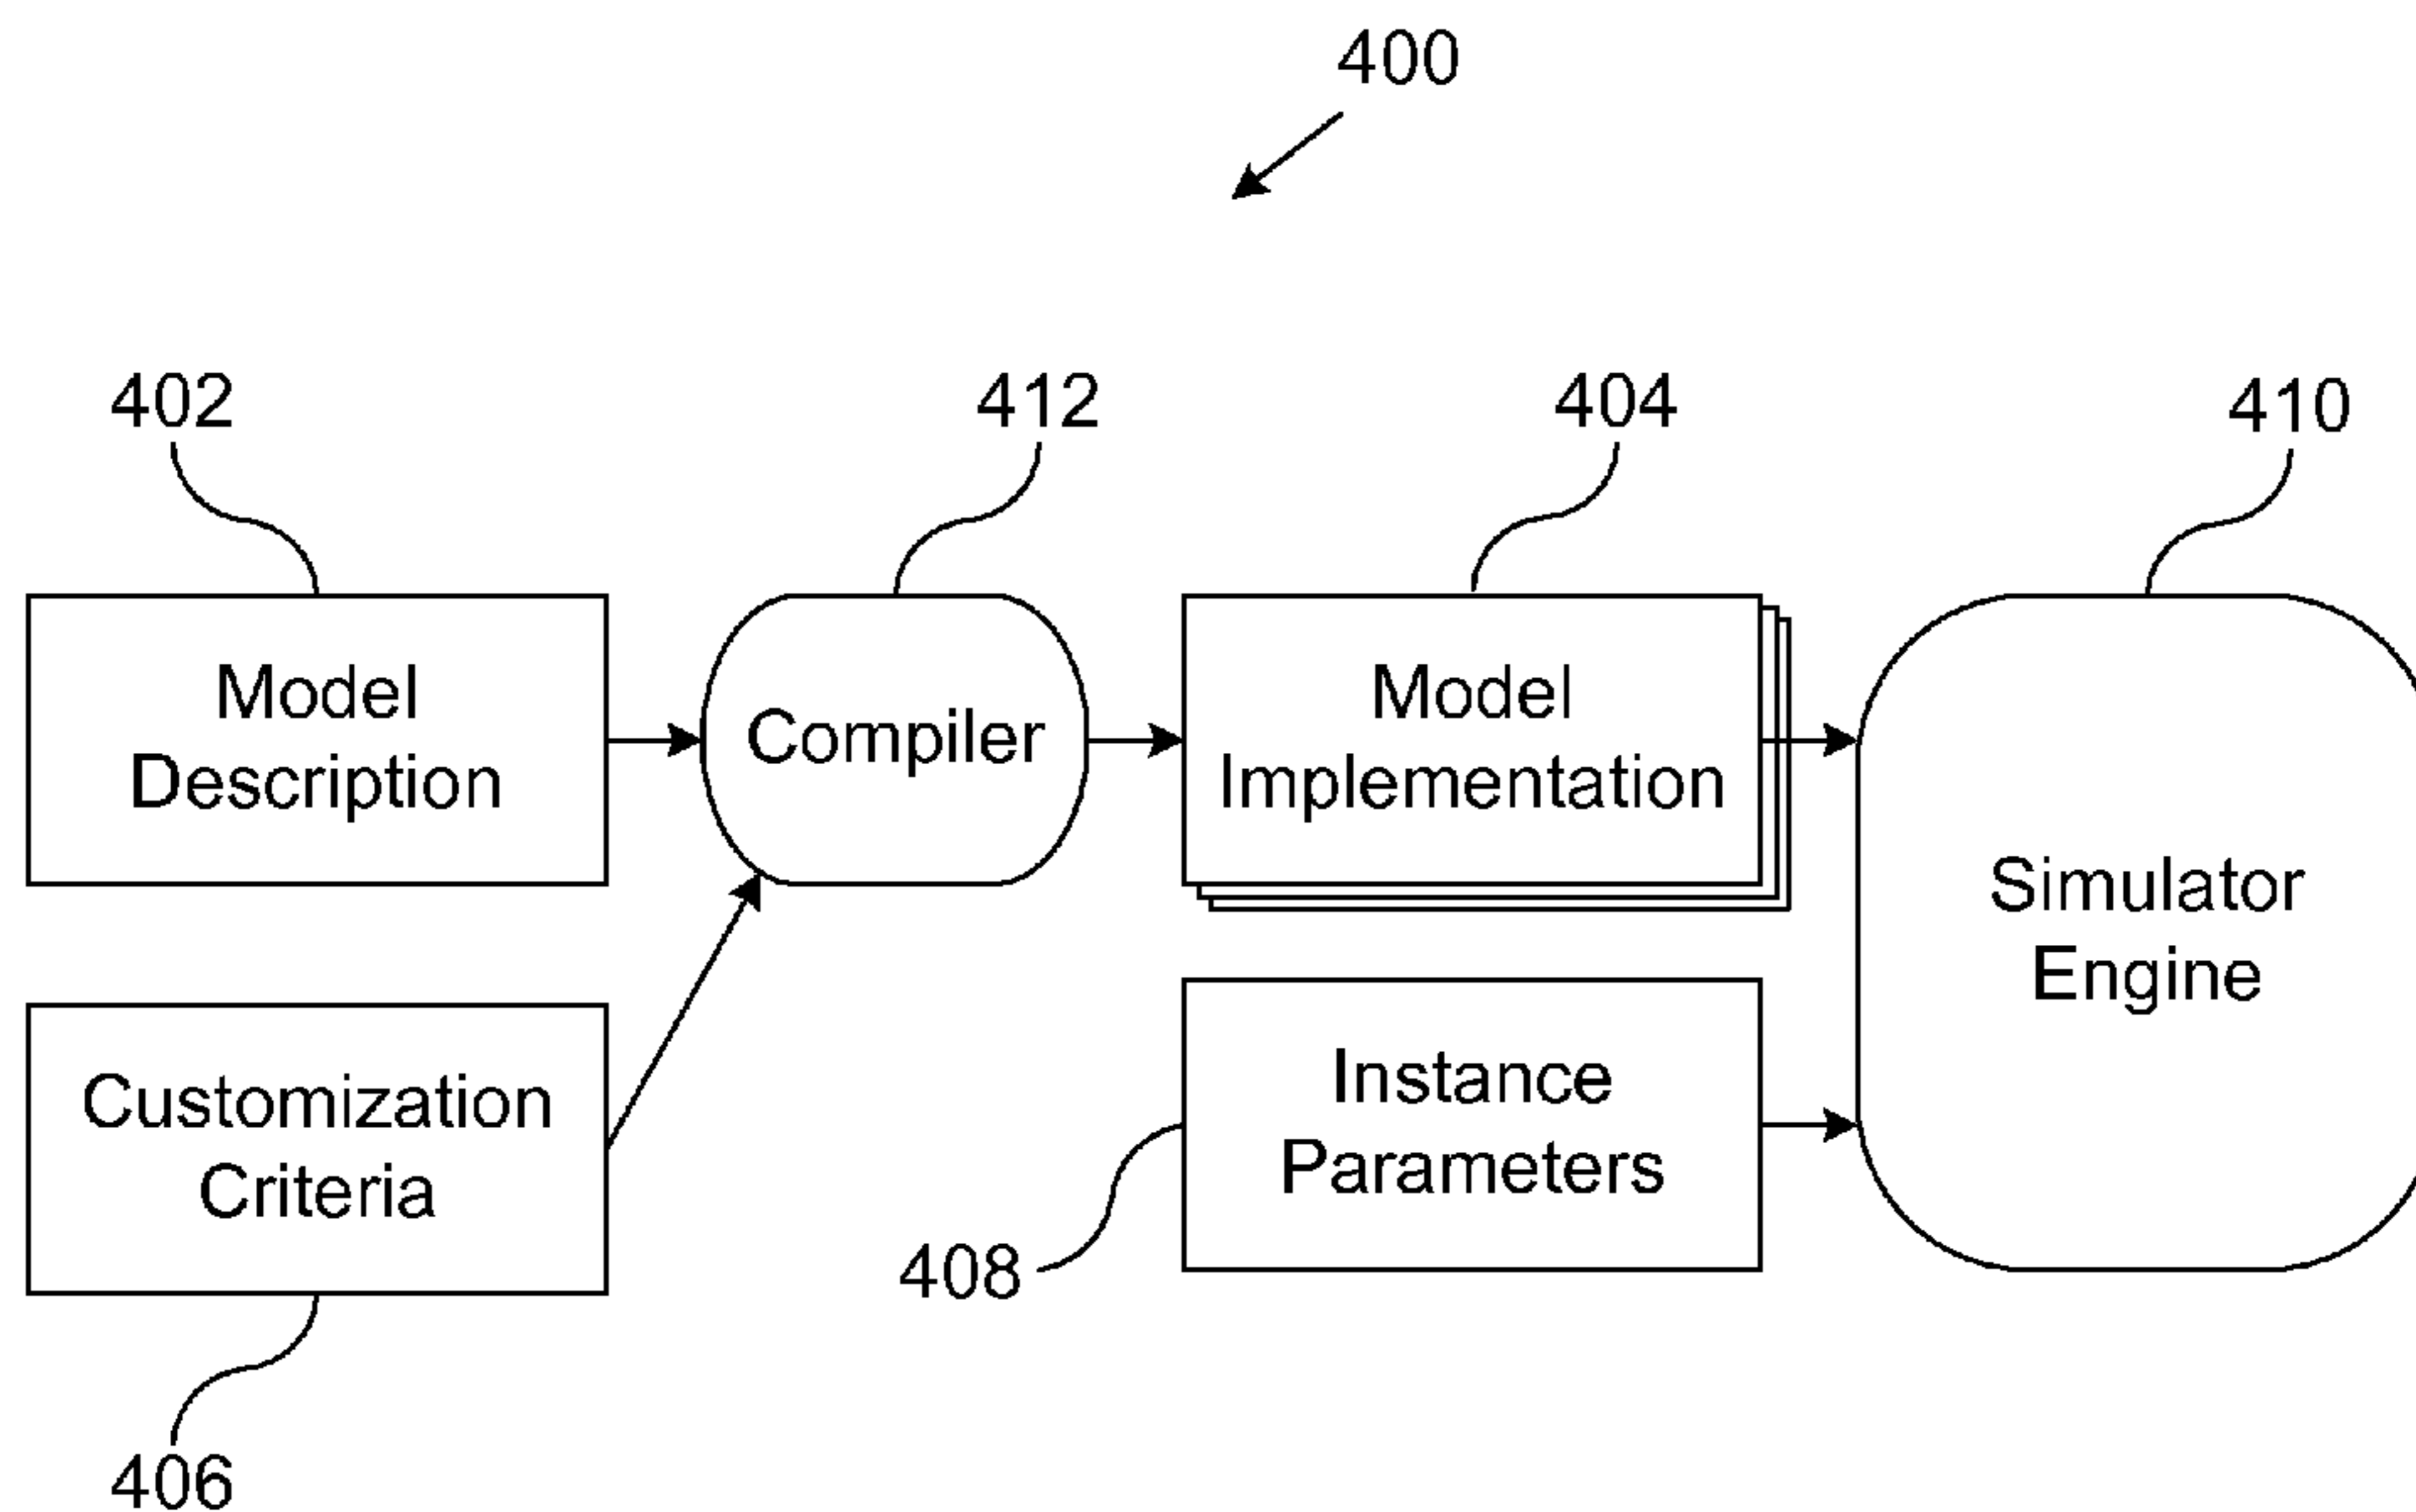 400
402
412
404
410
Model
Description
Compiler
Model
Implementation
Simulator
Engine
Customization
Criteria
Instance
Parameters
408
406